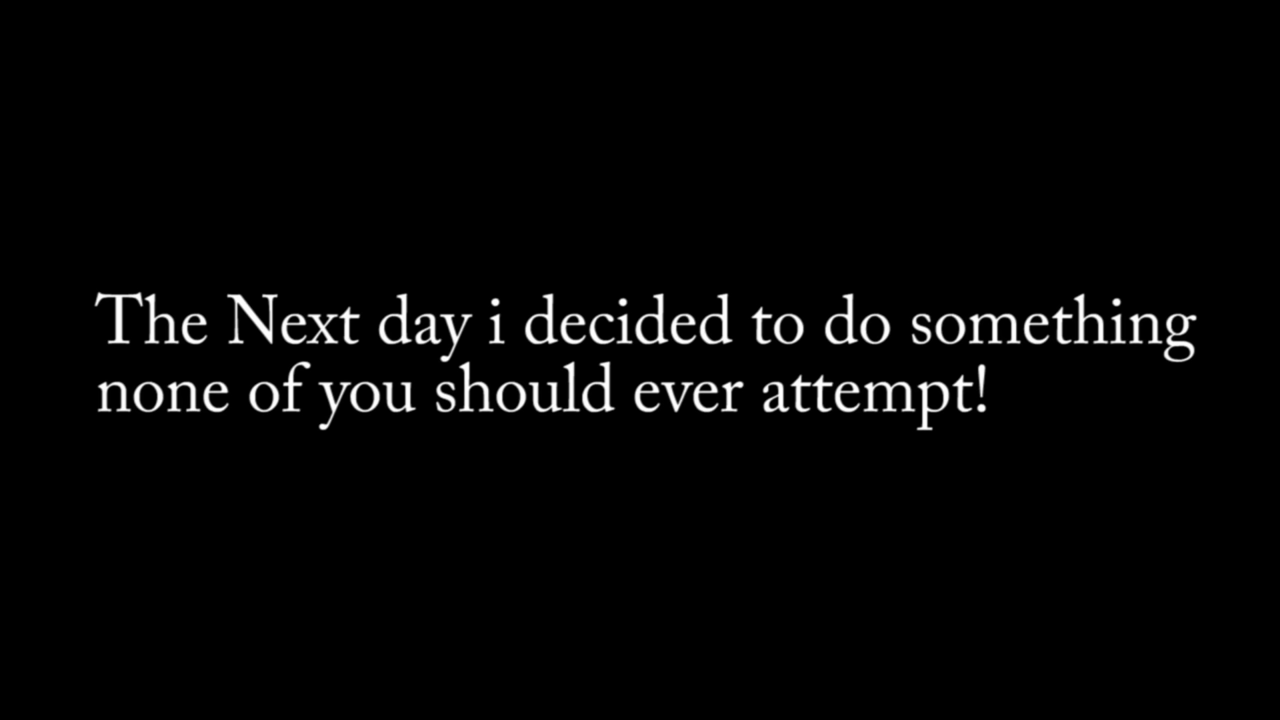 The Next day i decided to do something
none of you should ever attempt!